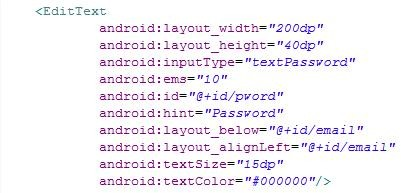 <EditText
android:layout_width="200dp"
android:layout_height="40dp"
android:inputType="textPassword"
android:ems="10"
android:id="@+id/pword"
android:hint="Password"
android:layout_below="@+id/email"
android:layout_alignLeft="@+id/email"
android:textSize="15dp"
android:textColor="#000000"/>